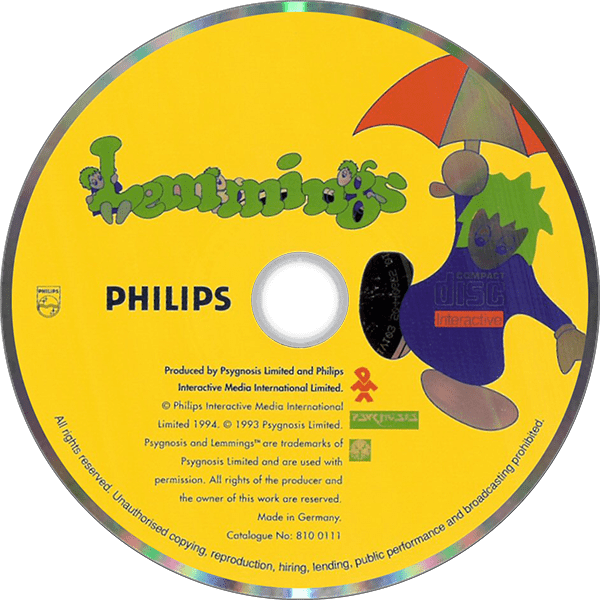 Lemmings
PHILIPS
PHILIPS
COMPACT
disc
Interactive
Produced by Psygnosis Limited and Philips
Interactive Media International Limited.
© Philips Interactive Media International
Limited 1994. © 1993 Psygnosis Limited.
Psygnosis and Lemmings™ are trademarks of
Psygnosis Limited and are used with
permission. All rights of the producer and
the owner of this work are reserved.
Made in Germany.
Catalogue No: 810 0111
PSYGNOSIS
All rights reserved. Unauthorised copying, reproduction, hiring, lending, public performance and broadcasting prohibited.